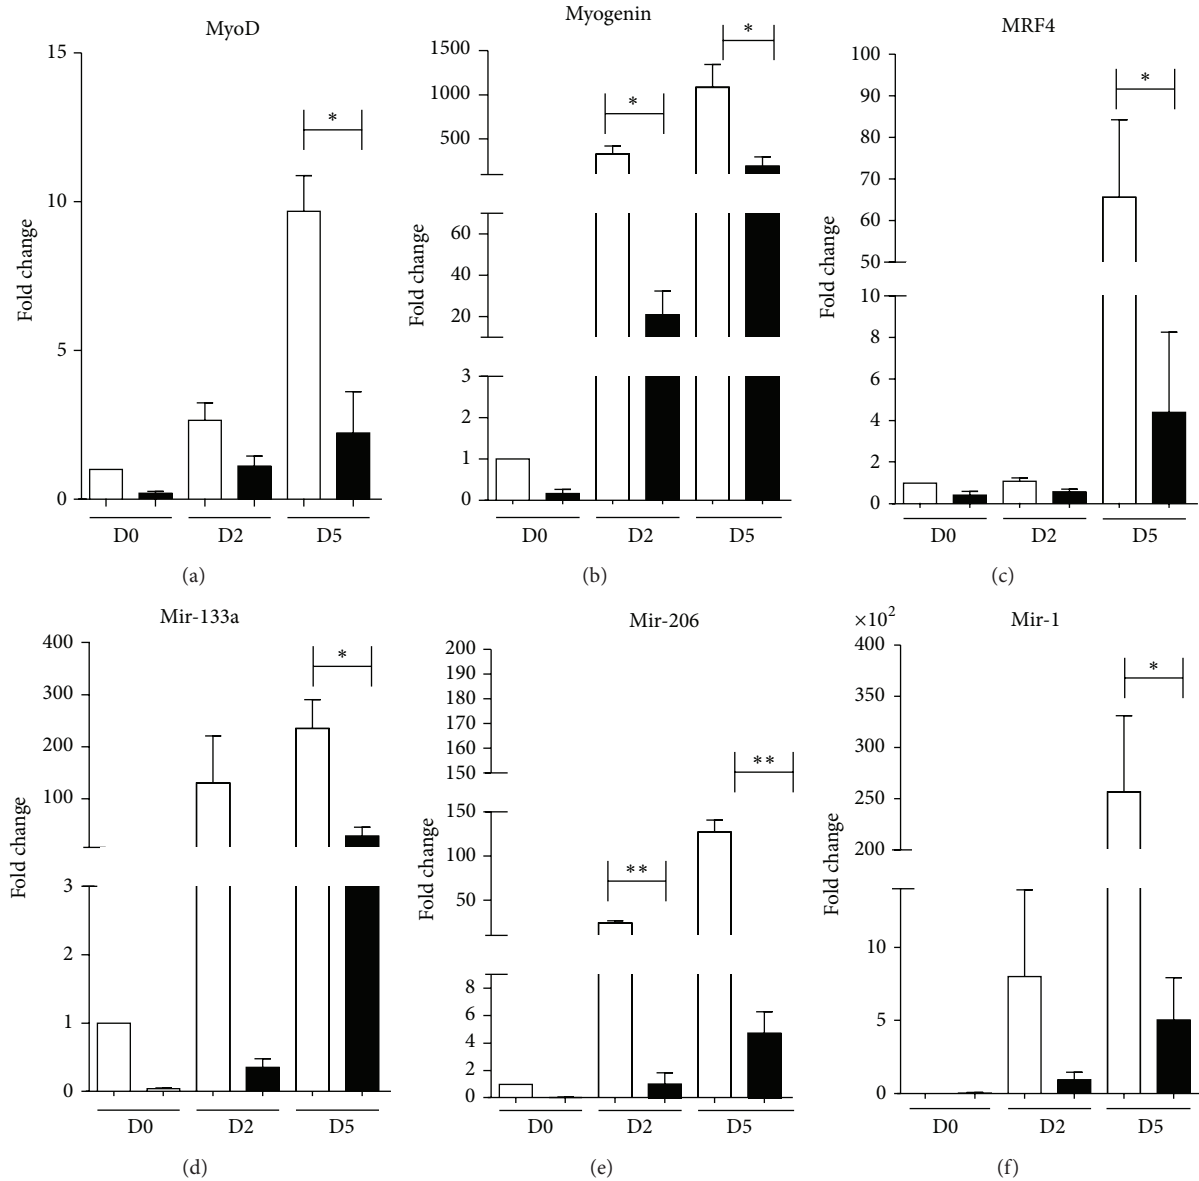 MyoD
Fold change
15
10
5
0
*
D0 D2 D5
(a)
Myogenin
Fold change
1500
1000
500
60
40
20
3
2
1
0
*
*
D0 D2 D5
(b)
MRF4
Fold change
100
90
80
70
60
50
10
8
6
4
2
0
*
D0 D2 D5
(c)
Mir-133a
Fold change
400
300
200
100
3
2
1
0
*
D0 D2 D5
(d)
Mir-206
Fold change
200
190
180
170
160
150
150
100
50
8
6
4
2
0
**
**
D0 D2 D5
(e)
×10²
Mir-1
Fold change
400
350
300
250
200
10
5
0
*
D0 D2 D5
(f)